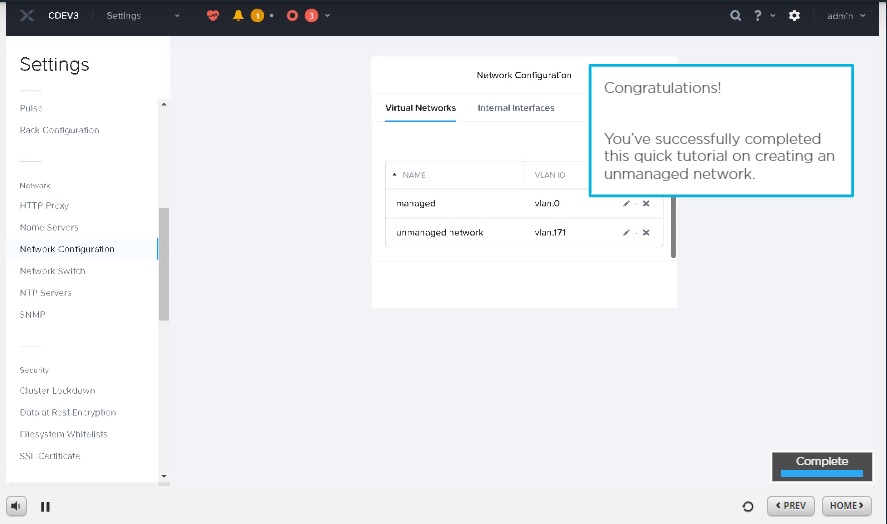 CDEV3 Settings 1 3 ? admin
Settings
Pulse
Rack Configuration
Network
HTTP Proxy
Name Servers
Network Configuration
Network Switch
NTP Servers
SNMP
Security
Cluster Lockdown
Data at Rest Encryption
Filesystem Whitelists
SSL Certificate
Network Configuration
Virtual Networks Internal Interfaces
NAME VLAN ID
managed vlan.0
unmanaged network vlan.171
Congratulations!
You've successfully completed
this quick tutorial on creating an
unmanaged network.
Complete
PREV HOME